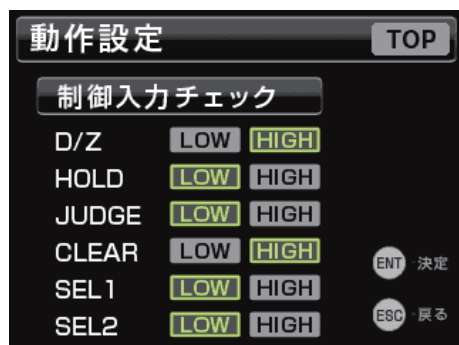 動作設定 TOP
制御入力チェック
D/Z LOW HIGH
HOLD LOW HIGH
JUDGE LOW HIGH
CLEAR LOW HIGH
ENT -決定
SEL1 LOW HIGH
ESC -戻る
SEL2 LOW HIGH